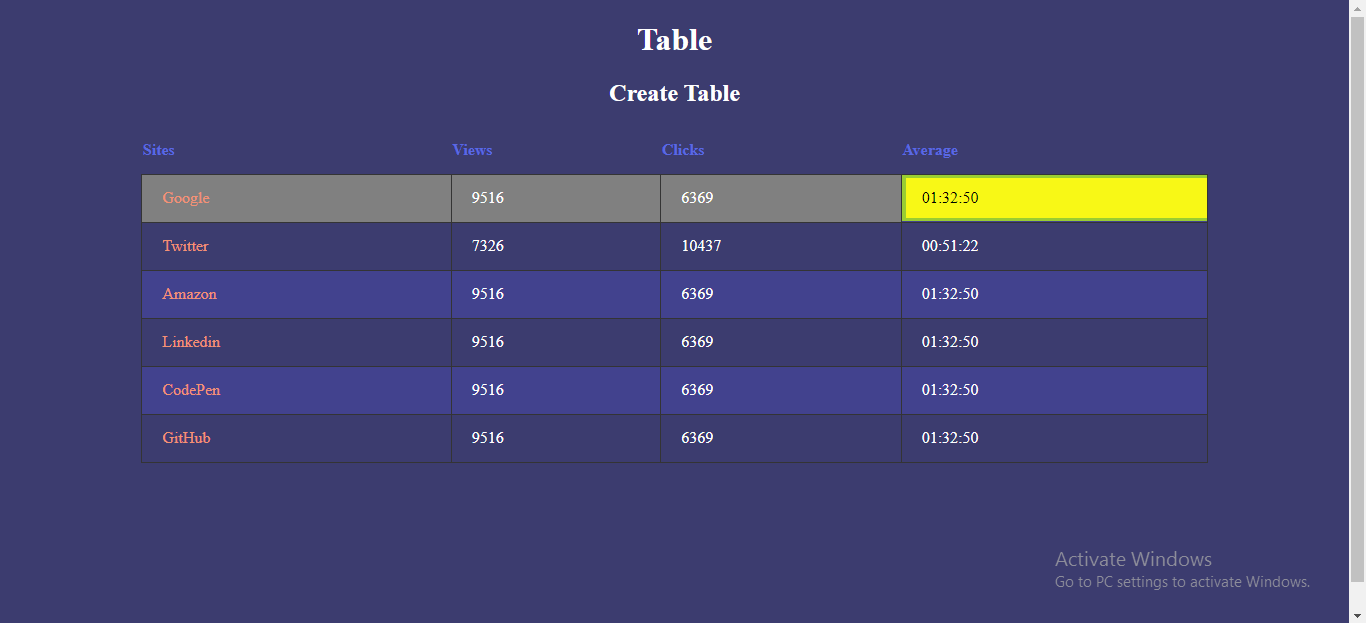 Table
Create Table
Sites Views Clicks Average
Google 9516 6369 01:32:50
Twitter 7326 10437 00:51:22
Amazon 9516 6369 01:32:50
Linkedin 9516 6369 01:32:50
CodePen 9516 6369 01:32:50
GitHub 9516 6369 01:32:50
Activate Windows
Go to PC settings to activate Windows.